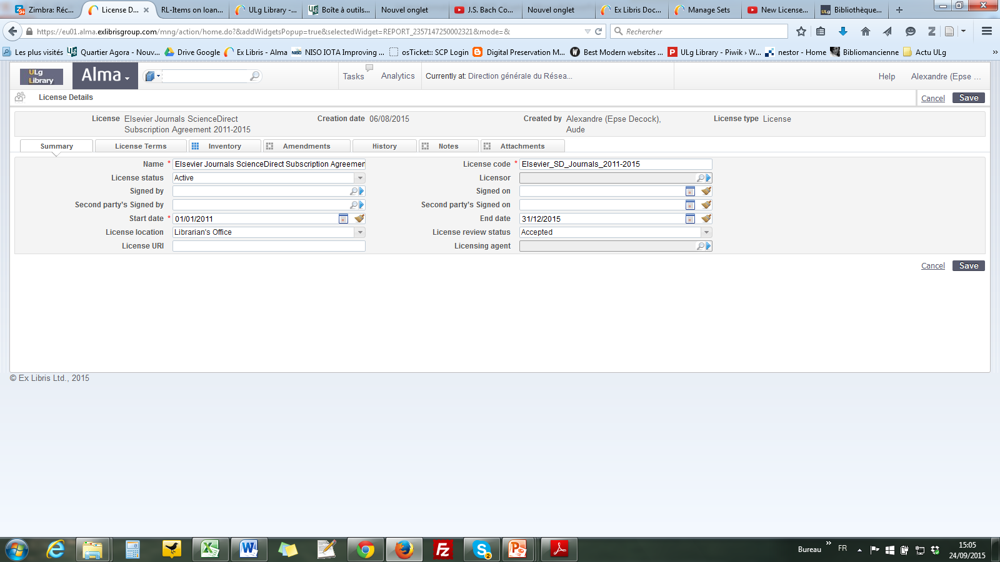 Zimbra: Réc...
License D...
RL-Items on loan...
ULg Library -...
Boîte à outils...
Nouvel onglet
J.S. Bach Co...
Nouvel onglet
Ex Libris Doc...
Manage Sets
New License...
Bibliothèque...
https://eu01.alma.exlibrisgroup.com/mng/action/home.do?&addWidgetsPopup=true&selectedWidget=REPORT_2357147250002321&mode=&
Rechercher
Les plus visités
Quartier Agora - Nouv...
Drive Google
Ex Libris - Alma
NISO IOTA Improving ...
osTicket:: SCP Login
Digital Preservation M...
Best Modern websites ...
ULg Library - Piwik › W...
nestor - Home
Bibliomancienne
Actu ULg
ULg Library
Alma
Tasks
Analytics
Currently at: Direction générale du Résea...
Help
Alexandre (Epse ...
License Details
Cancel
Save
License Elsevier Journals ScienceDirect
Subscription Agreement 2011-2015
Creation date 06/08/2015
Created by Alexandre (Epse Decock),
Aude
License type License
Summary
License Terms
Inventory
Amendments
History
Notes
Attachments
Name * Elsevier Journals ScienceDirect Subscription Agreemen
License code * Elsevier_SD_Journals_2011-2015
License status Active
Licensor
Signed by
Signed on
Second party's Signed by
Second party's Signed on
Start date * 01/01/2011
End date 31/12/2015
License location Librarian's Office
License review status Accepted
License URI
Licensing agent
Cancel
Save
© Ex Libris Ltd., 2015
Bureau
FR
15:05
24/09/2015